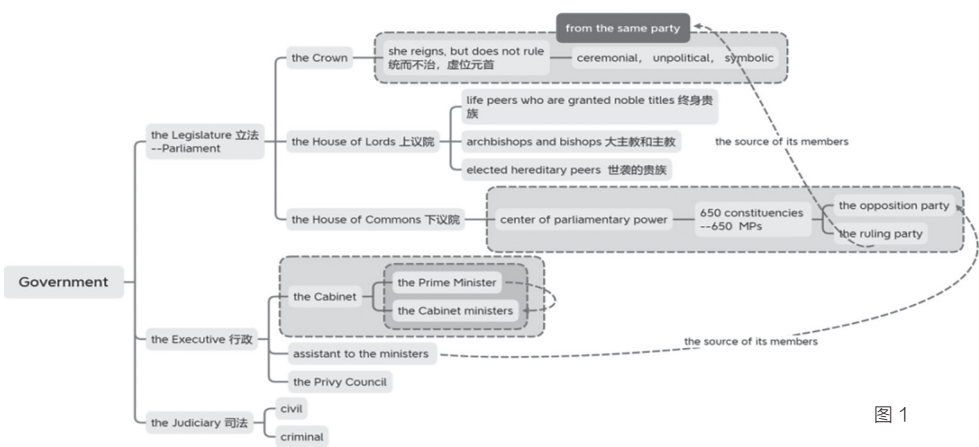 from the same party
the Crown
she reigns, but does not rule
统而不治，虚位元首
ceremonial, unpolitical, symbolic
life peers who are granted noble titles 终身贵
族
the Legislature 立法
--Parliament
the House of Lords 上议院
archbishops and bishops 大主教和主教
the source of its members
elected hereditary peers 世袭的贵族
the House of Commons 下议院
center of parliamentary power
650 constituencies
--650 MPs
the opposition party
the ruling party
Government
the Cabinet
the Prime Minister
the Cabinet ministers
the Executive 行政
assistant to the ministers
the source of its members
the Privy Council
the Judiciary 司法
civil
criminal
图 1